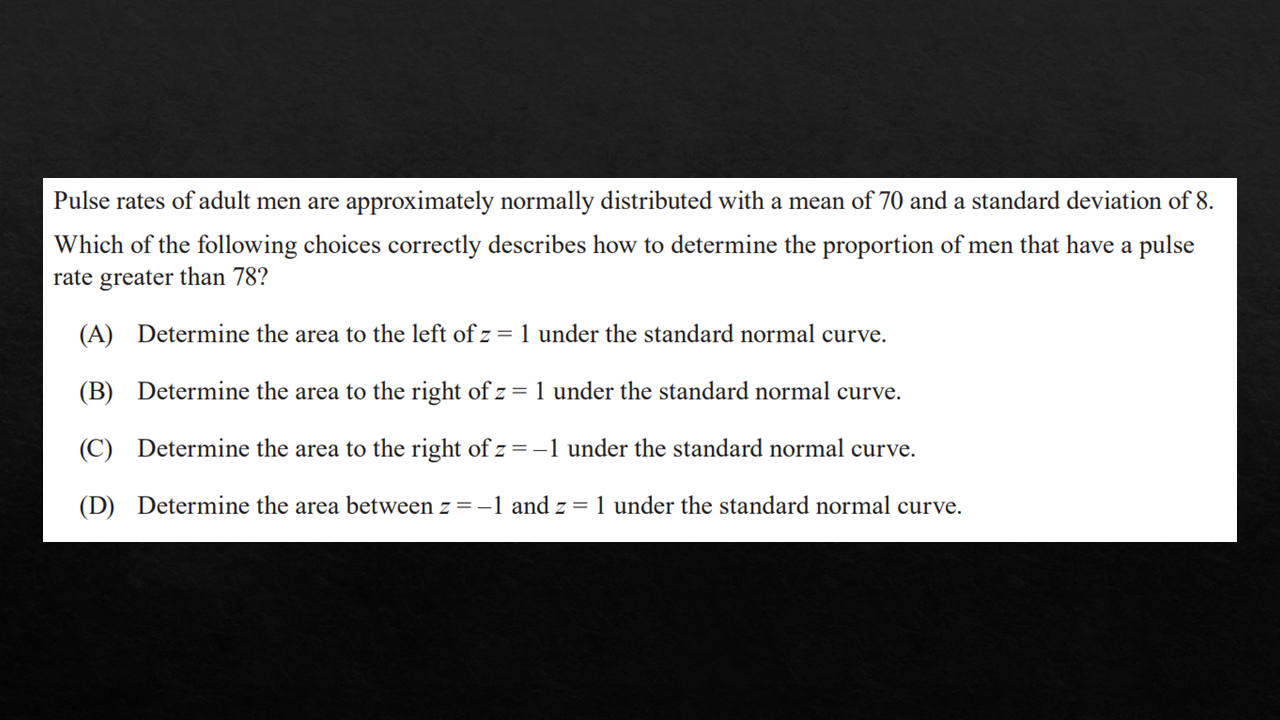 Pulse rates of adult men are approximately normally distributed with a mean of 70 and a standard deviation of 8.
Which of the following choices correctly describes how to determine the proportion of men that have a pulse
rate greater than 78?
(A) Determine the area to the left of z = 1 under the standard normal curve.
(B) Determine the area to the right of z = 1 under the standard normal curve.
(C) Determine the area to the right of z = –1 under the standard normal curve.
(D) Determine the area between z = –1 and z = 1 under the standard normal curve.